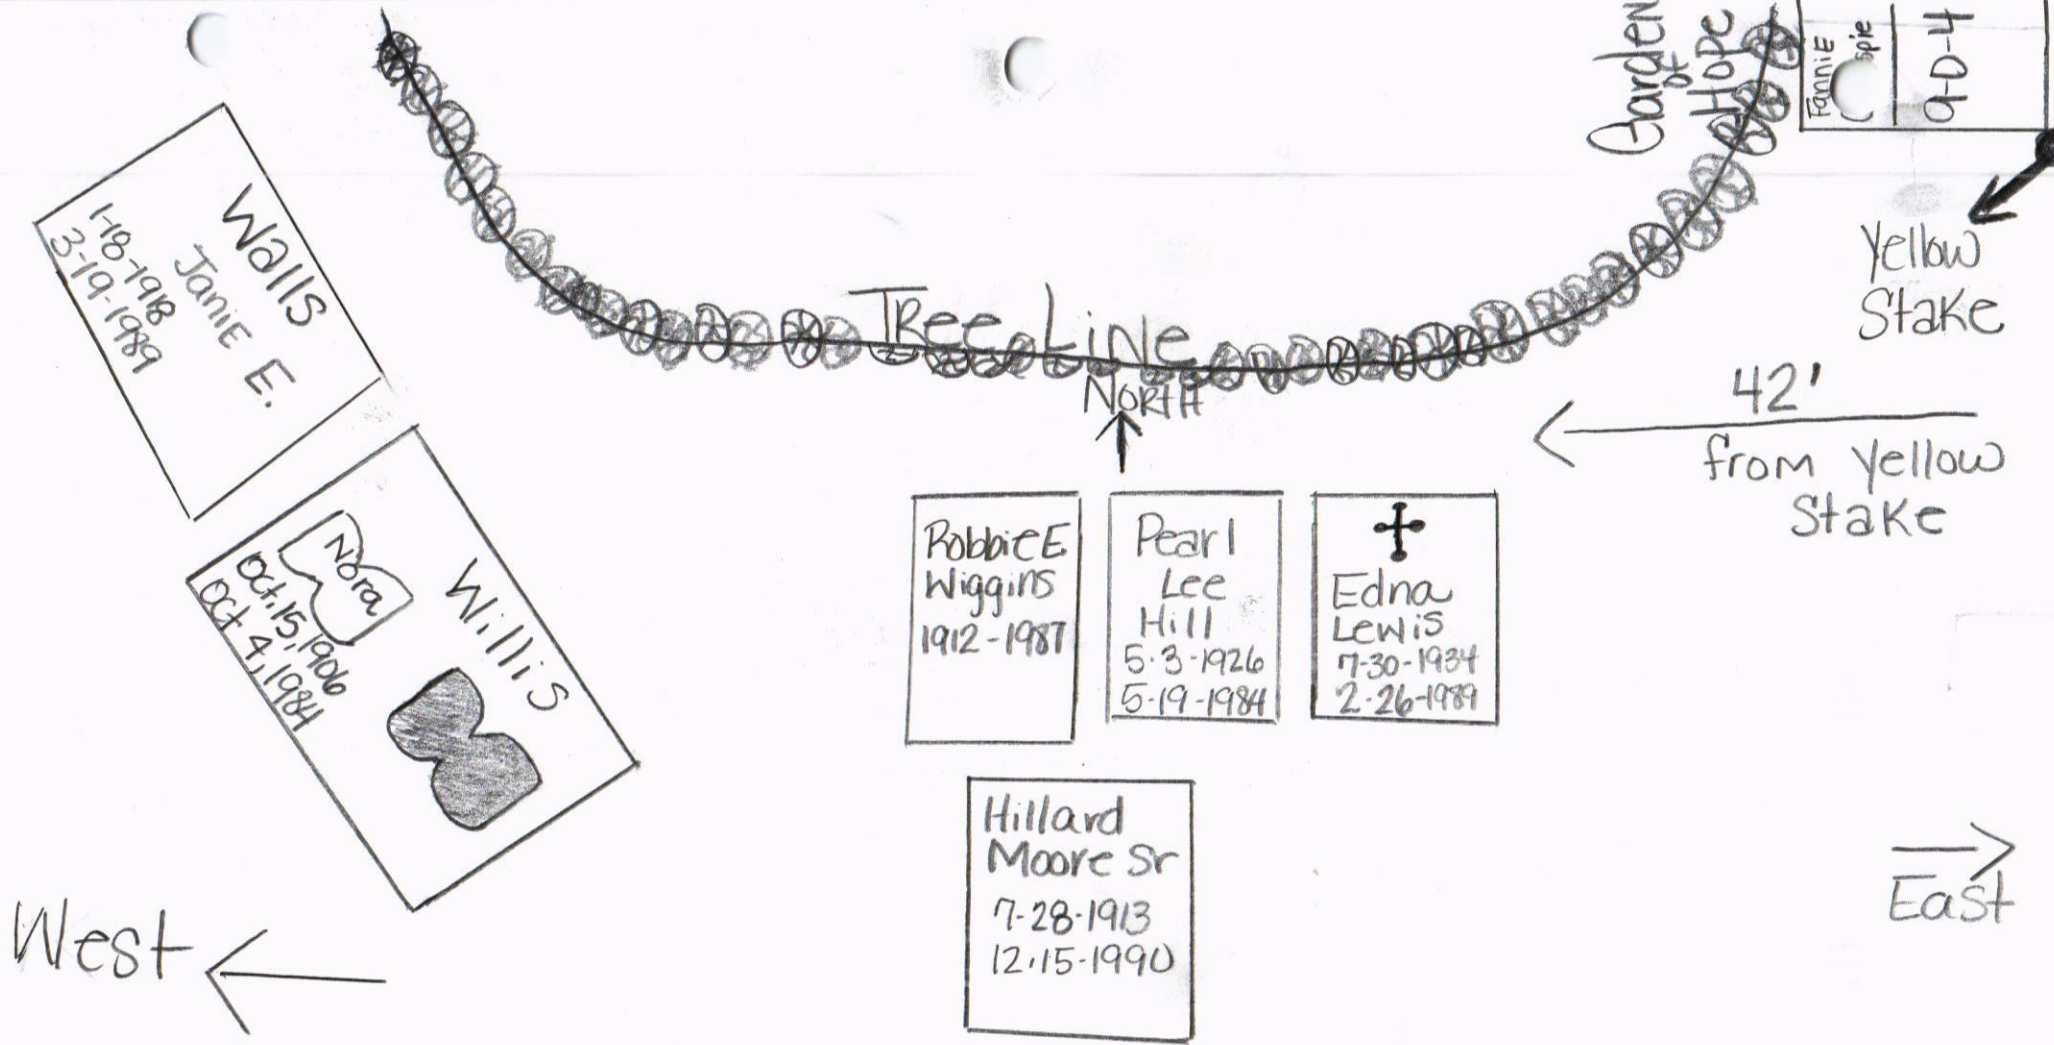 Garden
of
Hope
Fannie
9-D-4
Yellow
Stake
42'
from Yellow
Stake
Tree Line
North
Walls
Janie E.
1-18-1918
3-19-1989
Willis
Nora
Oct. 15, 1906
Oct 4, 1984
Robbie E.
Wiggins
1912-1987
Pearl
Lee
Hill
5-3-1926
5-19-1984
Edna
Lewis
7-30-1934
2-26-1989
Hillard
Moore Sr
7-28-1913
12-15-1990
West
East